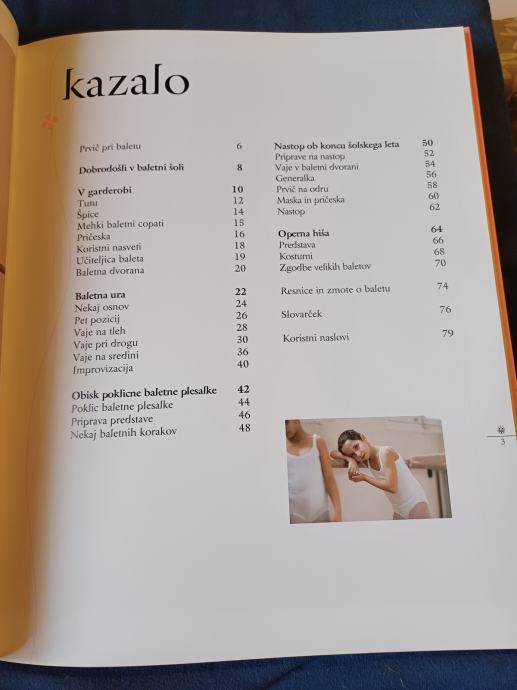 kazalo
Prvič pri baletu 6
Dobrodošli v baletni šoli 8
V garderobi 10
Tutu 12
Špice 14
Mehki baletni copati 15
Pričeska 16
Koristni nasveti 18
Učiteljica baleta 19
Baletna dvorana 20
Baletna ura 22
Nekaj osnov 24
Pet pozicij 26
Vaje na tleh 28
Vaje pri drogu 30
Vaje na sredini 36
Improvizacija 40
Obisk poklicne baletne plesalke 42
Poklic baletne plesalke 44
Priprava predstave 46
Nekaj baletnih korakov 48
Nastop ob koncu šolskega leta 50
Priprave na nastop 52
Vaje v baletni dvorani 54
Generalka 56
Prvič na odru 58
Maska in pričeska 60
Nastop 62
Operna hiša 64
Predstava 66
Kostumi 68
Zgodbe velikih baletov 70
Resnice in zmote o baletu 74
Slovarček 76
Koristni naslovi 79
3